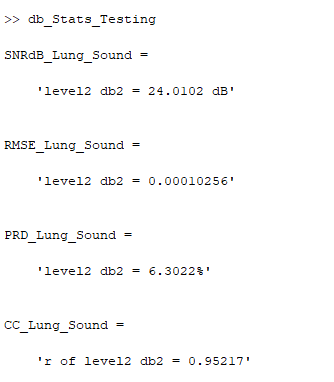 >> db_Stats_Testing
SNRdB_Lung_Sound =
'level2 db2 = 24.0102 dB'
RMSE_Lung_Sound =
'level2 db2 = 0.00010256'
PRD_Lung_Sound =
'level2 db2 = 6.3022%'
CC_Lung_Sound =
'r of level2 db2 = 0.95217'